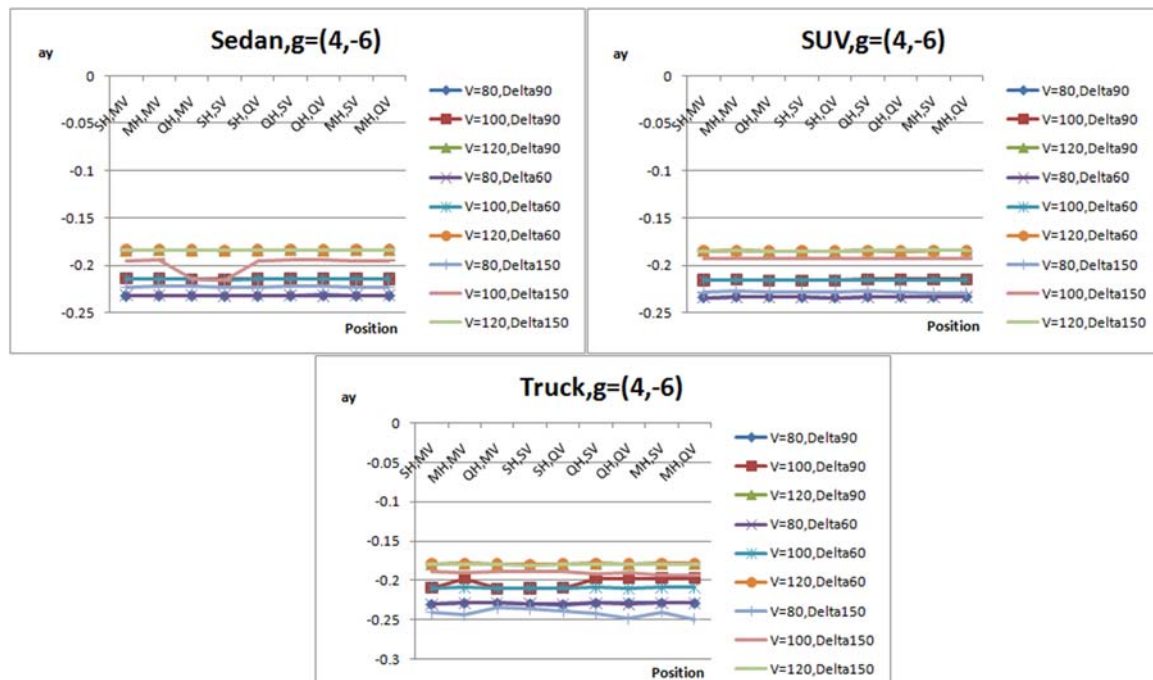 Sedan,g=(4,-6)
ay
0
-0.05
-0.1
-0.15
-0.2
-0.25
SH,MV
MH,MV
QH,MV
SH,SV
SH,QV
QH,SV
QH,QV
MH,SV
MH,QV
Position
V=80,Delta90
V=100,Delta90
V=120,Delta90
V=80,Delta60
V=100,Delta60
V=120,Delta60
V=80,Delta150
V=100,Delta150
V=120,Delta150
SUV,g=(4,-6)
ay
0
-0.05
-0.1
-0.15
-0.2
-0.25
SH,MV
MH,MV
QH,MV
SH,SV
SH,QV
QH,SV
QH,QV
MH,SV
MH,QV
Position
V=80,Delta90
V=100,Delta90
V=120,Delta90
V=80,Delta60
V=100,Delta60
V=120,Delta60
V=80,Delta150
V=100,Delta150
V=120,Delta150
Truck,g=(4,-6)
ay
0
-0.05
-0.1
-0.15
-0.2
-0.25
-0.3
SH,MV
MH,MV
QH,MV
SH,SV
SH,QV
QH,SV
QH,QV
MH,SV
MH,QV
Position
V=80,Delta90
V=100,Delta90
V=120,Delta90
V=80,Delta60
V=100,Delta60
V=120,Delta60
V=80,Delta150
V=100,Delta150
V=120,Delta150